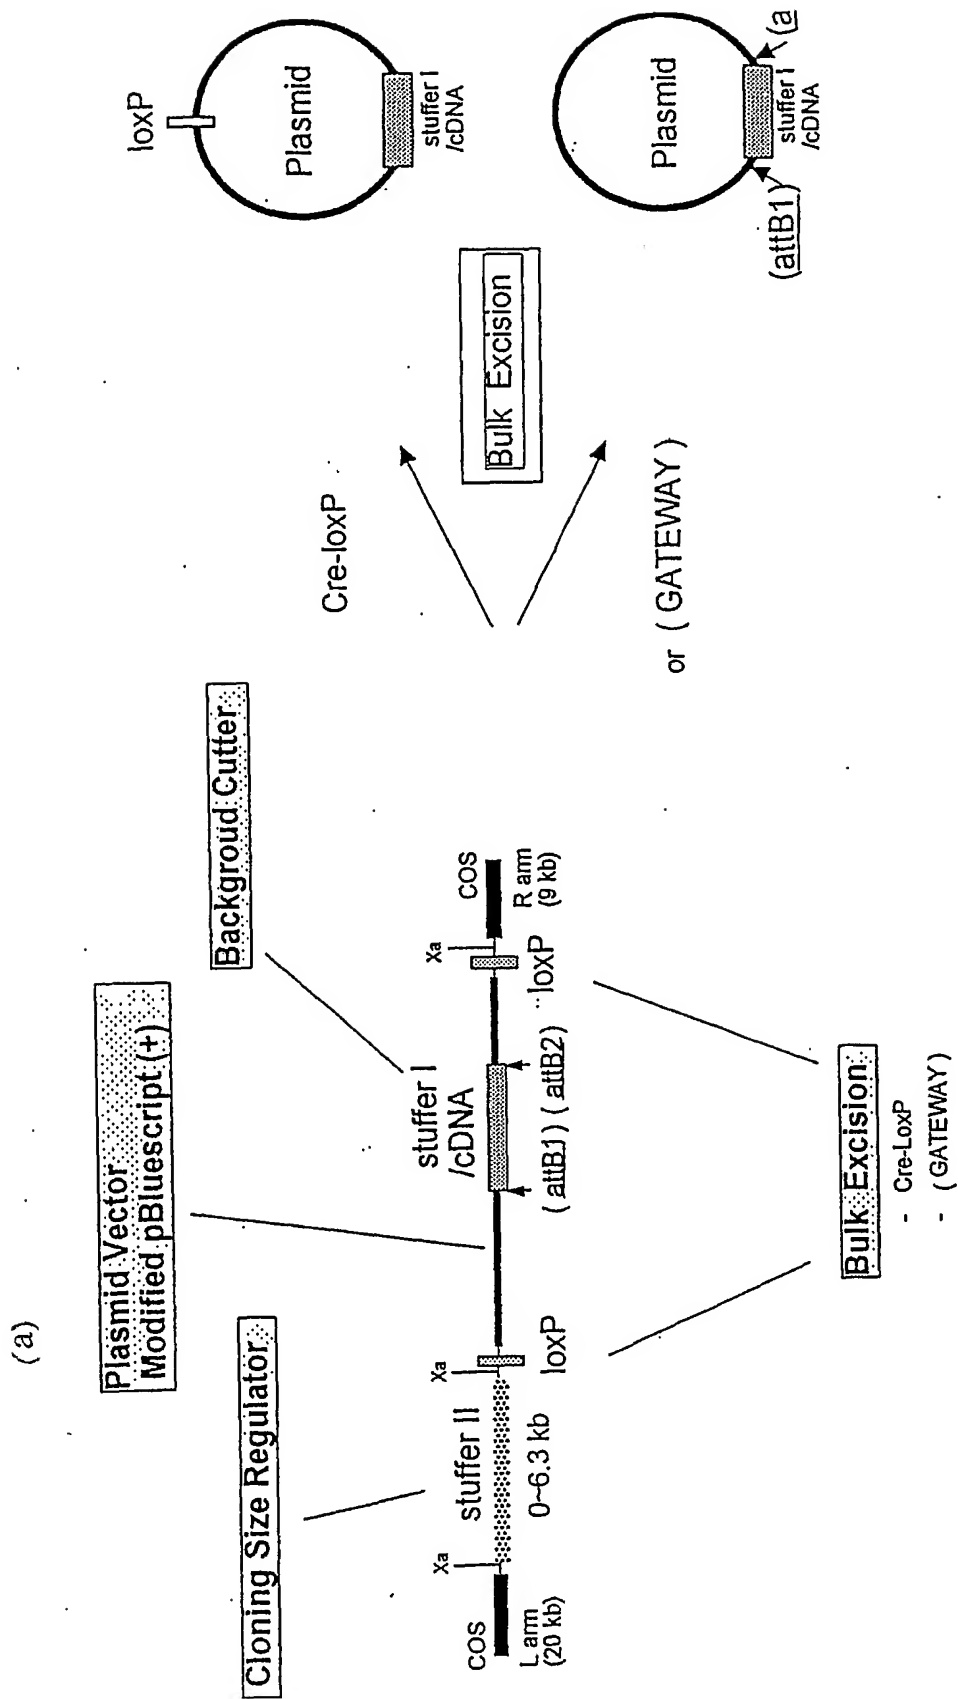 (a)
Plasmid Vector
Modified pBluescript (+)
Cloning Size Regulator
Backgroud Cutter
cos
L arm
(20 kb)
Xa
stuffer II
0~6.3 kb
Xa
loxP
stuffer I
/cDNA
(attB1) (attB2)
Xa
loxP
cos
R arm
(9 kb)
Bulk Excision
- Cre-LoxP
- (GATEWAY)
Cre-loxP
or (GATEWAY)
Bulk Excision
loxP
Plasmid
stuffer I
/cDNA
Plasmid
stuffer I
/cDNA
(attB1)
(a